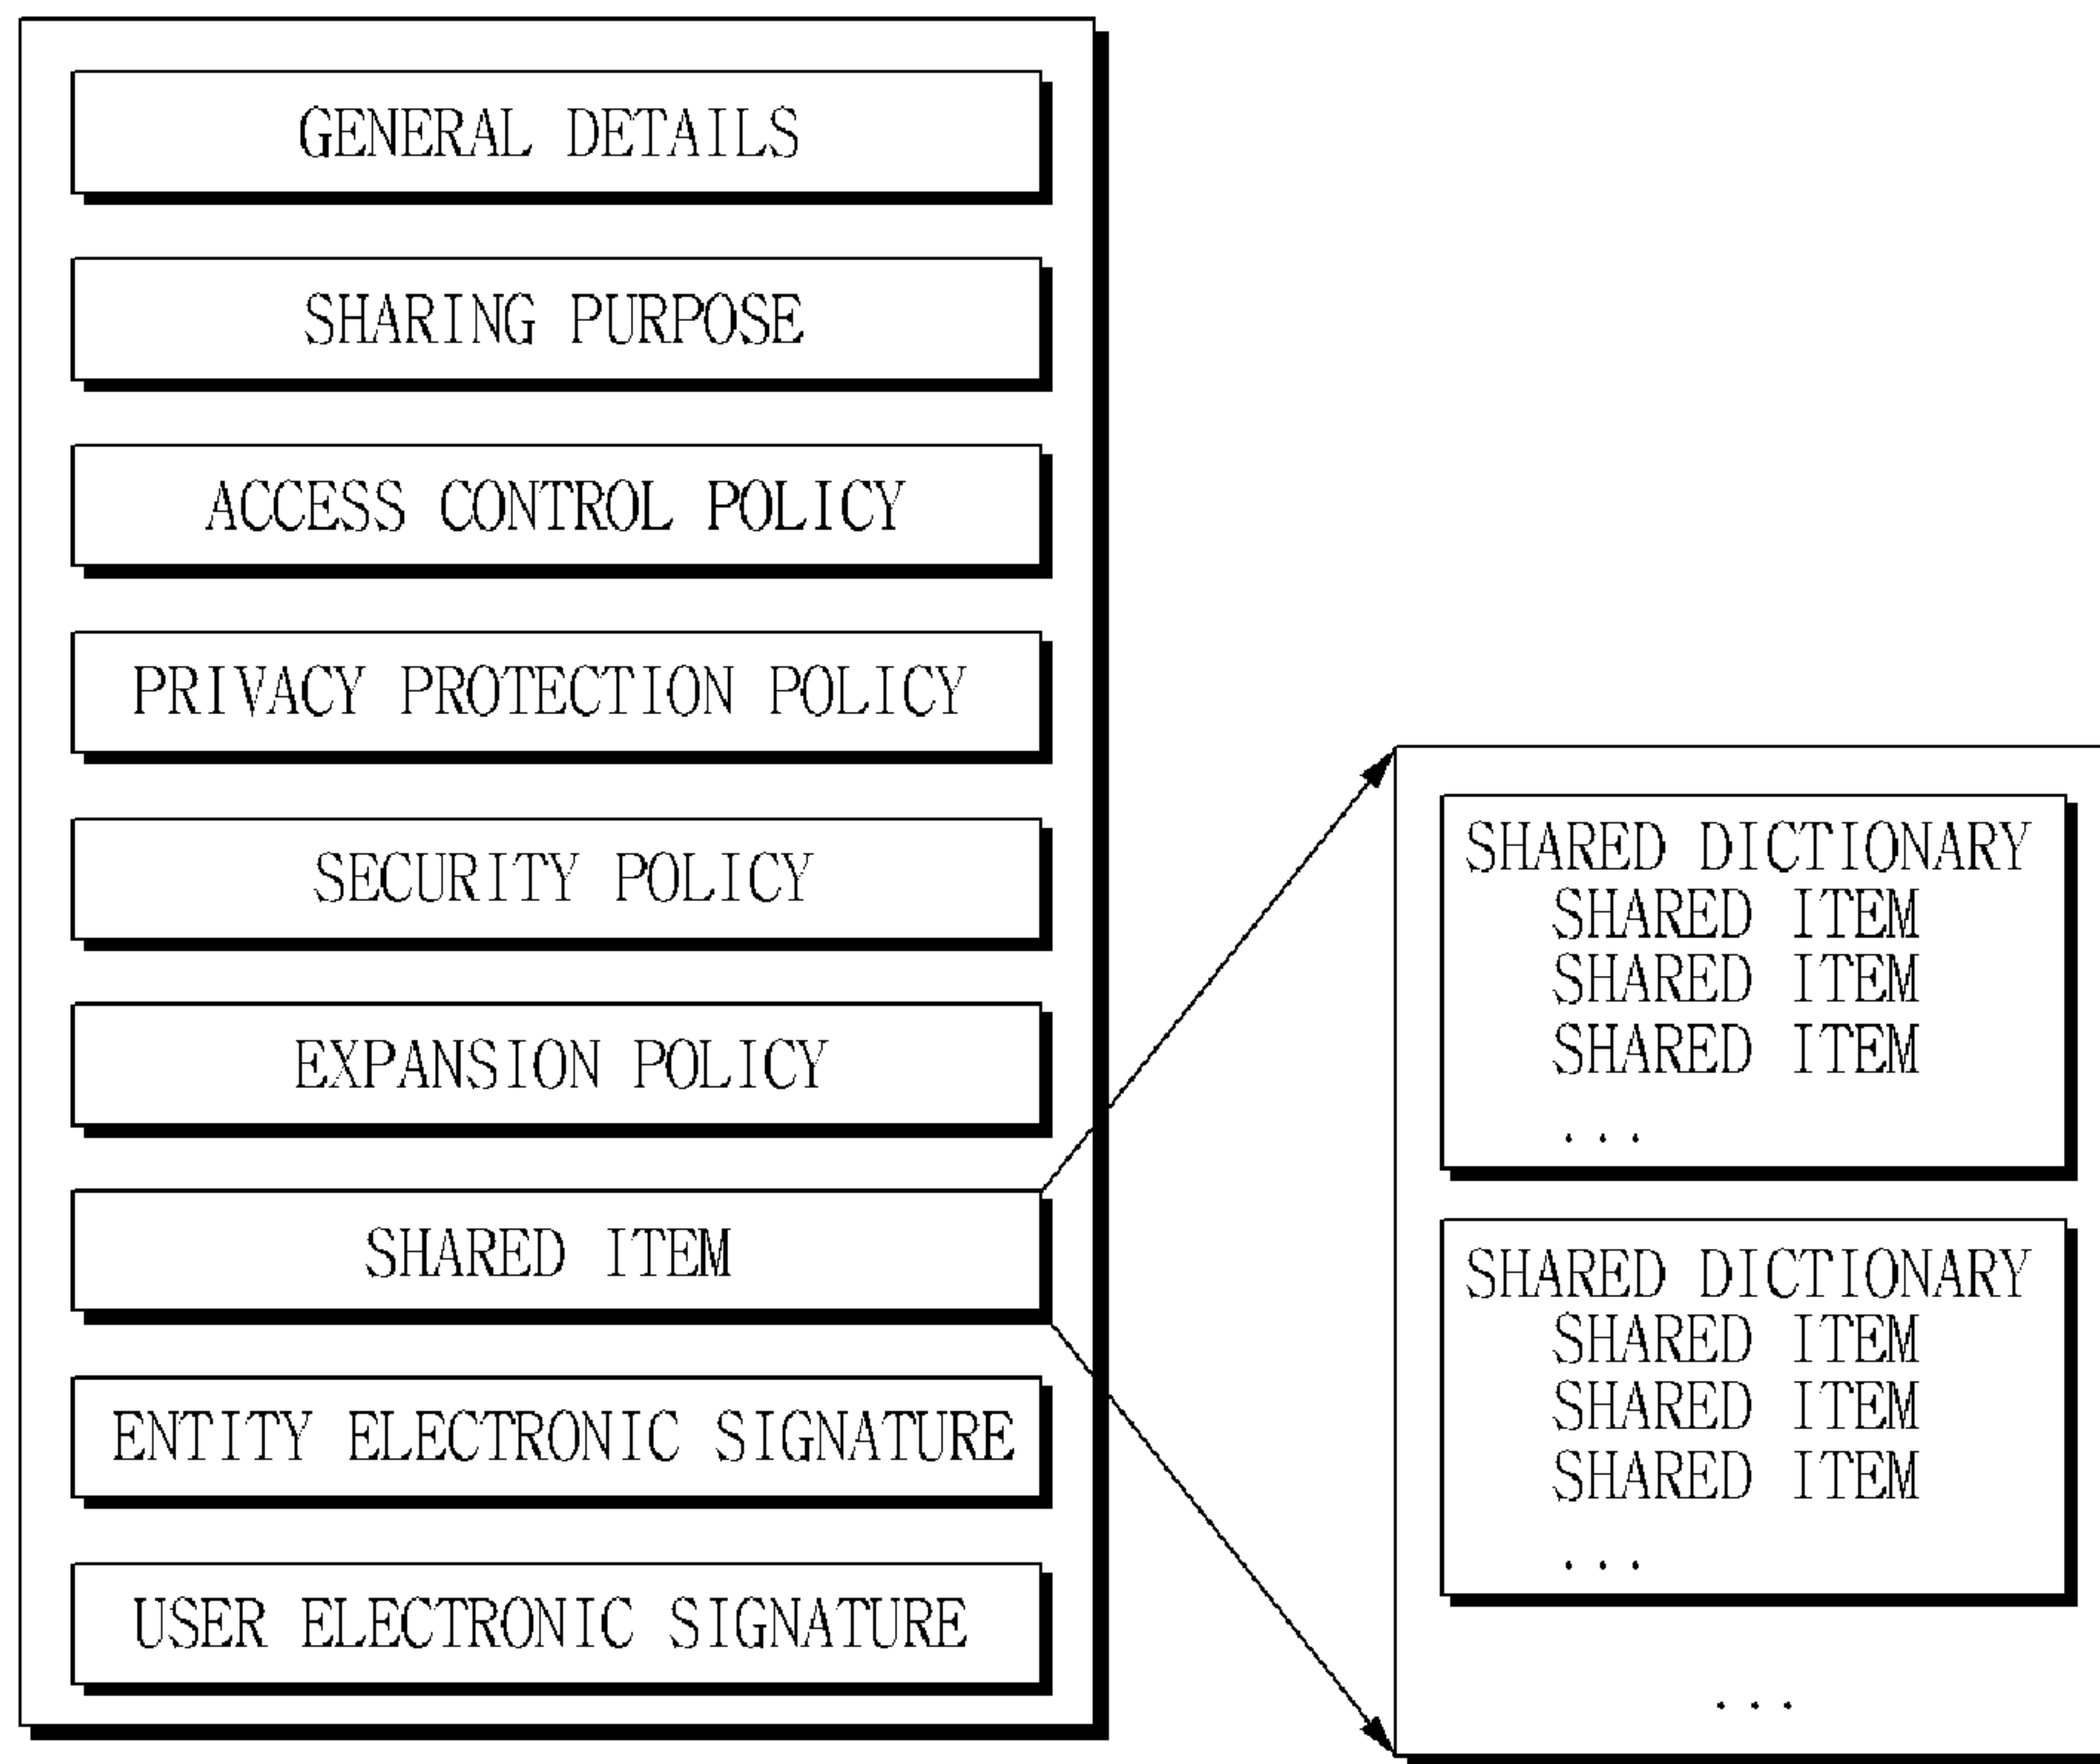 GENERAL DETAILS
SHARING PURPOSE
ACCESS CONTROL POLICY
PRIVACY PROTECTION POLICY
SECURITY POLICY
EXPANSION POLICY
SHARED ITEM
ENTITY ELECTRONIC SIGNATURE
USER ELECTRONIC SIGNATURE
SHARED DICTIONARY
SHARED ITEM
SHARED ITEM
SHARED ITEM
...
SHARED DICTIONARY
SHARED ITEM
SHARED ITEM
SHARED ITEM
...
...